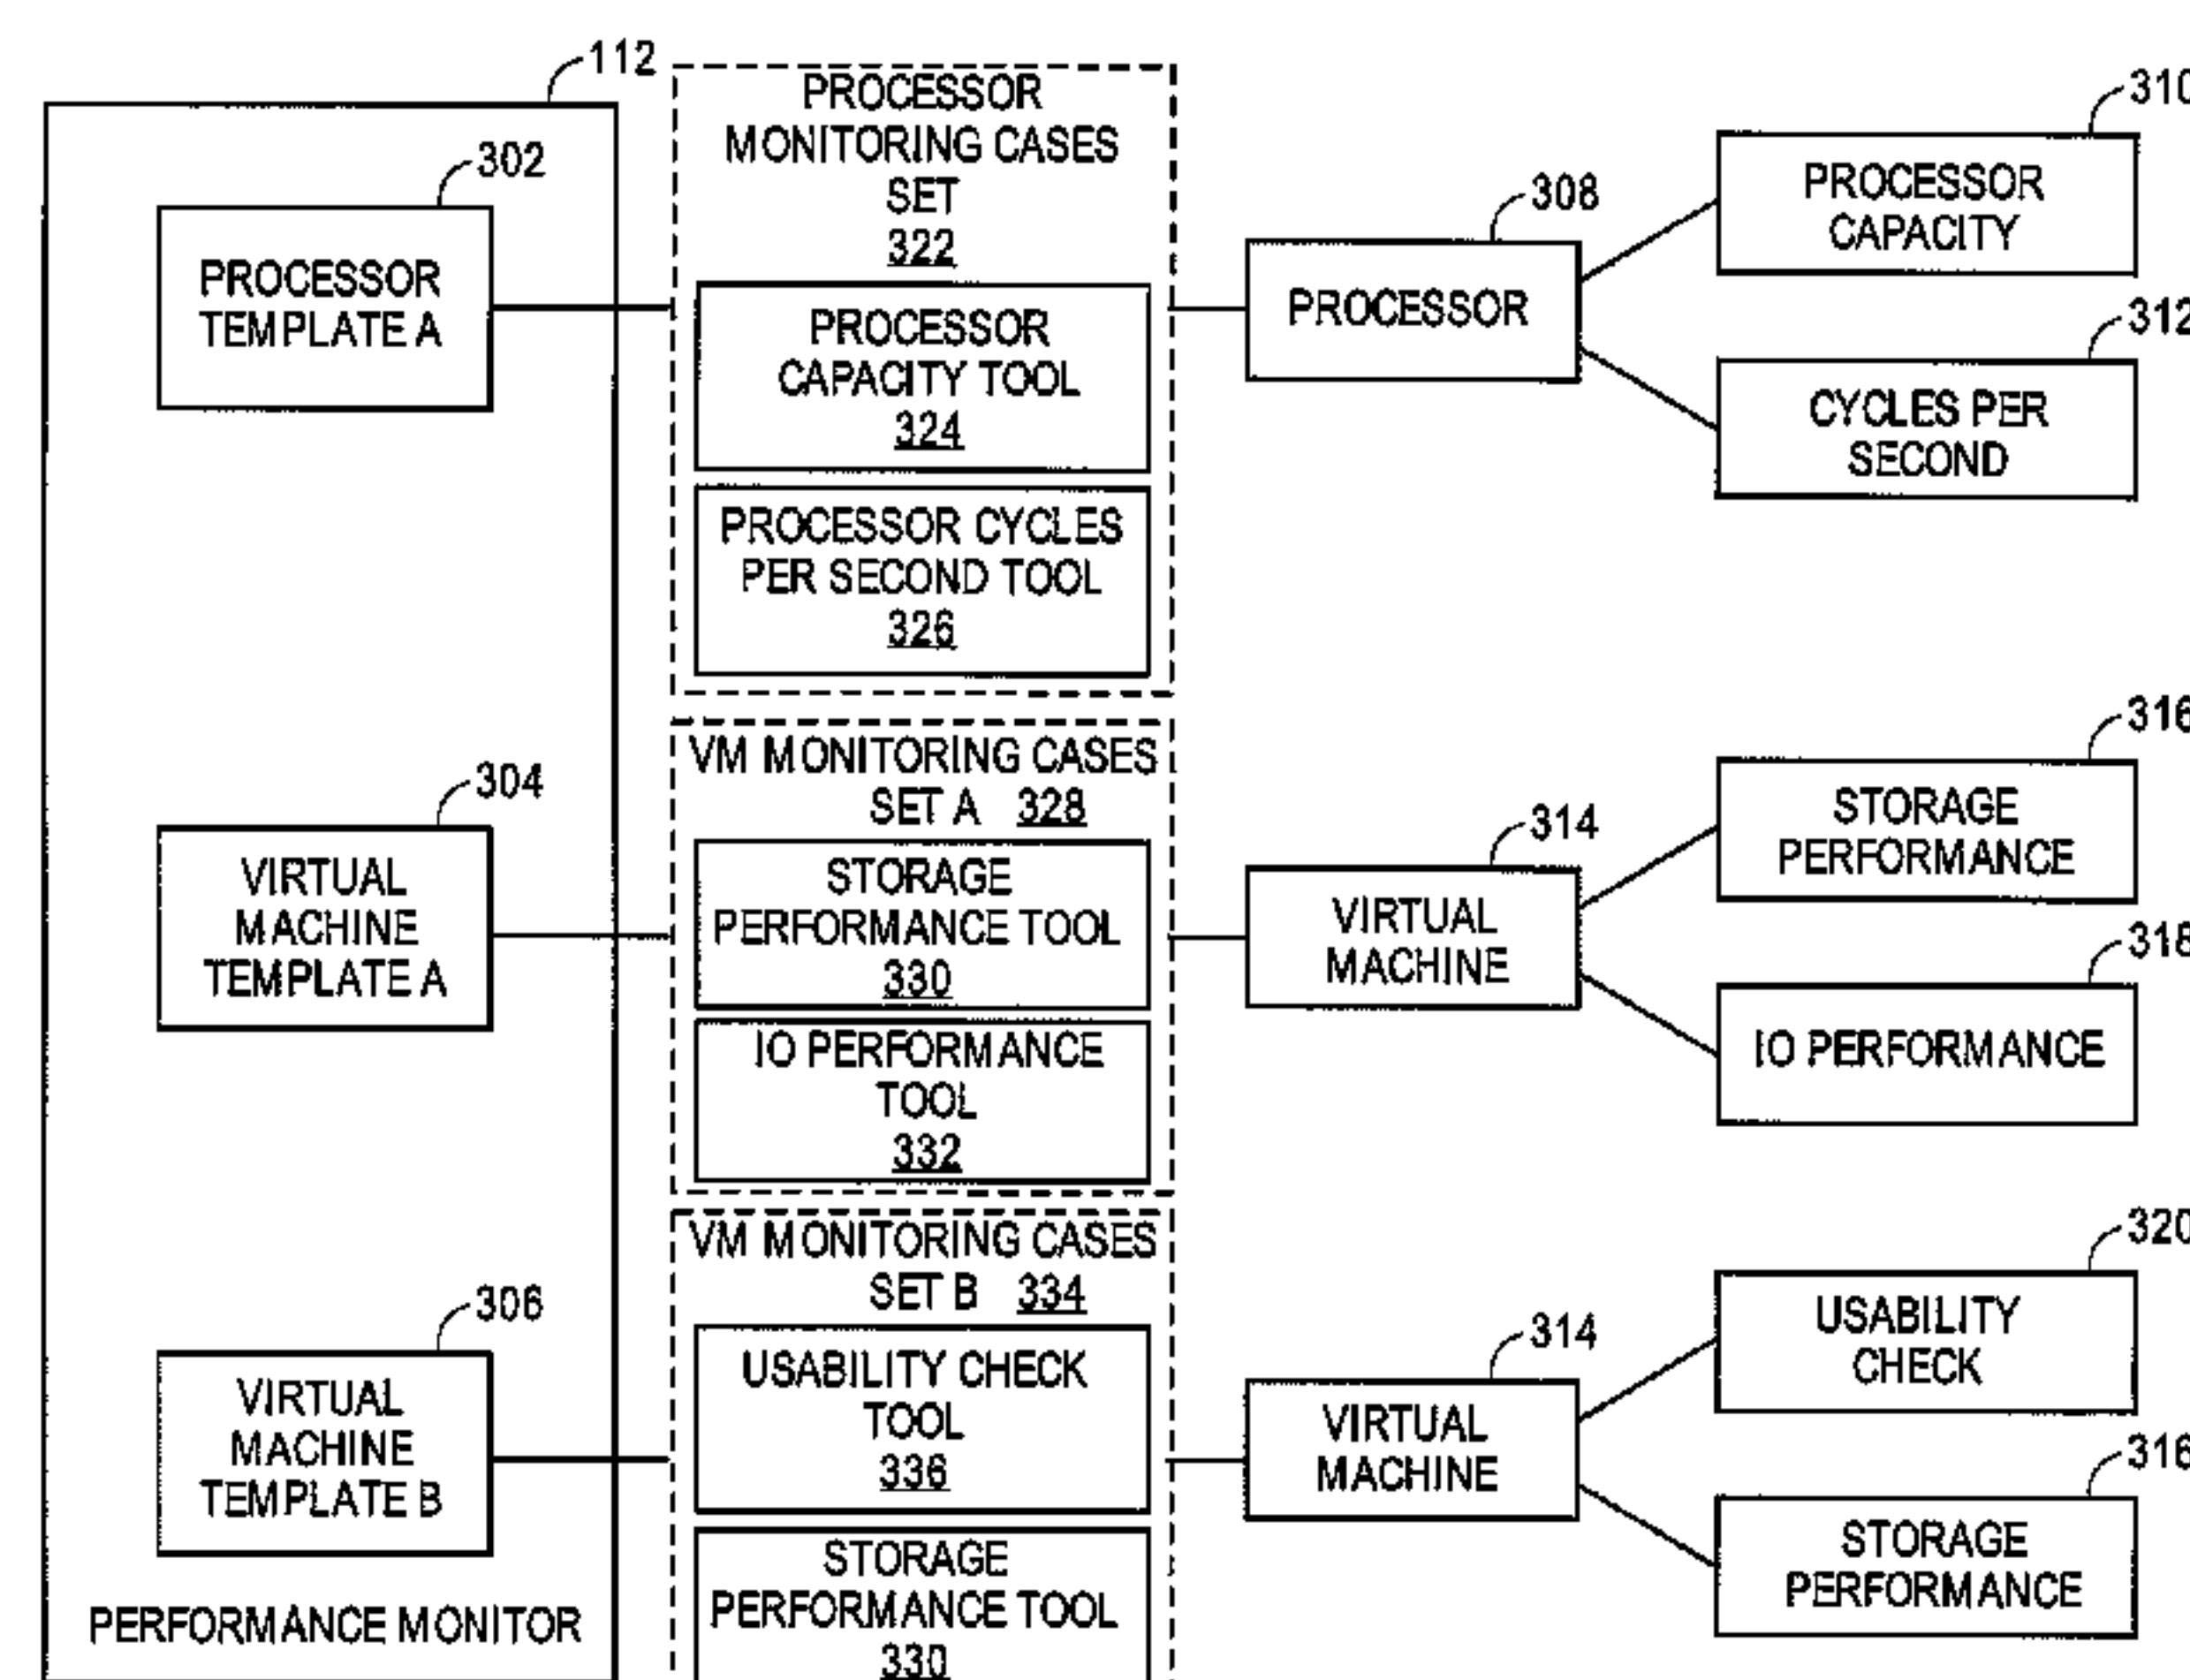 112
302
PROCESSOR
TEMPLATE A
PROCESSOR
MONITORING CASES
SET
322
PROCESSOR
CAPACITY TOOL
324
PROCESSOR CYCLES
PER SECOND TOOL
326
308
PROCESSOR
310
PROCESSOR
CAPACITY
312
CYCLES PER
SECOND
304
VIRTUAL
MACHINE
TEMPLATE A
VM MONITORING CASES
SET A 328
STORAGE
PERFORMANCE TOOL
330
IO PERFORMANCE
TOOL
332
314
VIRTUAL
MACHINE
316
STORAGE
PERFORMANCE
318
IO PERFORMANCE
306
VIRTUAL
MACHINE
TEMPLATE B
PERFORMANCE MONITOR
VM MONITORING CASES
SET B 334
USABILITY CHECK
TOOL
336
STORAGE
PERFORMANCE TOOL
330
314
VIRTUAL
MACHINE
320
USABILITY
CHECK
316
STORAGE
PERFORMANCE